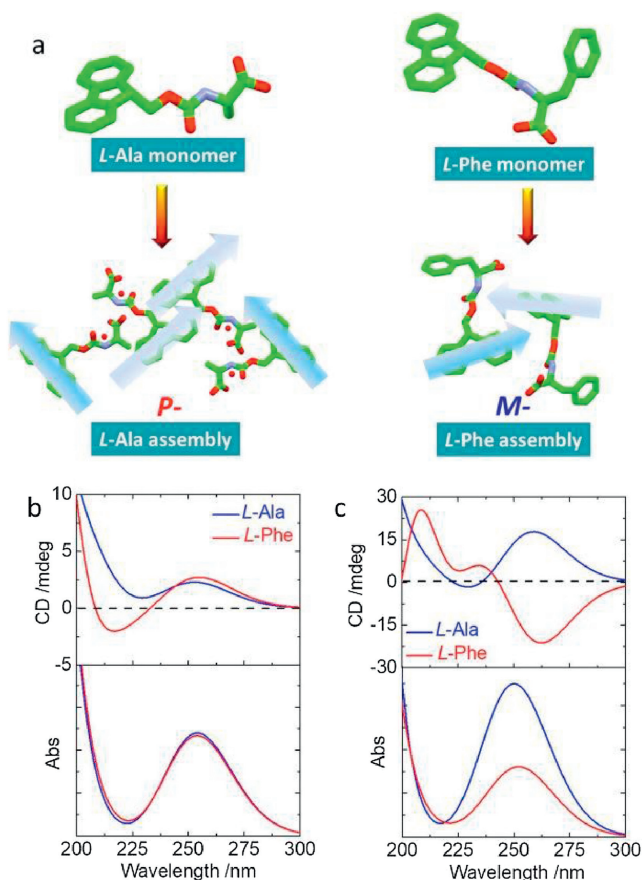 a
L-Ala monomer
L-Phe monomer
P-
L-Ala assembly
M-
L-Phe assembly
b
10
5
0
-5
CD /mdeg
L-Ala
L-Phe
Abs
200 225 250 275 300
Wavelength /nm
c
30
15
0
-15
-30
CD /mdeg
L-Ala
L-Phe
Abs
200 225 250 275 300
Wavelength /nm